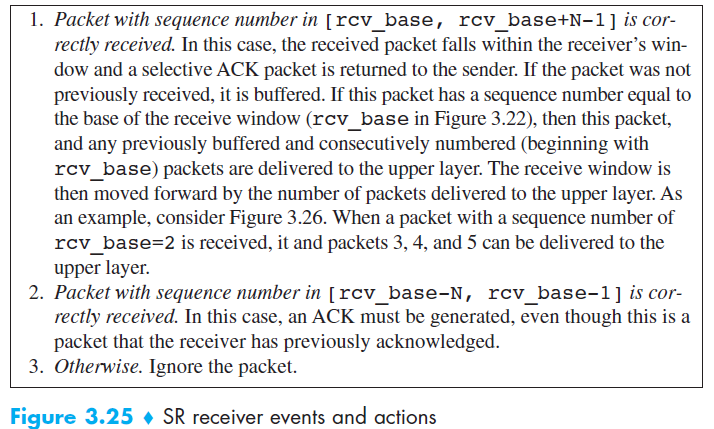 1. Packet with sequence number in [rcv_base, rcv_base+N-1] is cor-
rectly received. In this case, the received packet falls within the receiver's win-
dow and a selective ACK packet is returned to the sender. If the packet was not
previously received, it is buffered. If this packet has a sequence number equal to
the base of the receive window (rcv_base in Figure 3.22), then this packet,
and any previously buffered and consecutively numbered (beginning with
rcv_base) packets are delivered to the upper layer. The receive window is
then moved forward by the number of packets delivered to the upper layer. As
an example, consider Figure 3.26. When a packet with a sequence number of
rcv_base=2 is received, it and packets 3, 4, and 5 can be delivered to the
upper layer.
2. Packet with sequence number in [rcv_base-N, rcv_base-1] is cor-
rectly received. In this case, an ACK must be generated, even though this is a
packet that the receiver has previously acknowledged.
3. Otherwise. Ignore the packet.
Figure 3.25 ♦ SR receiver events and actions